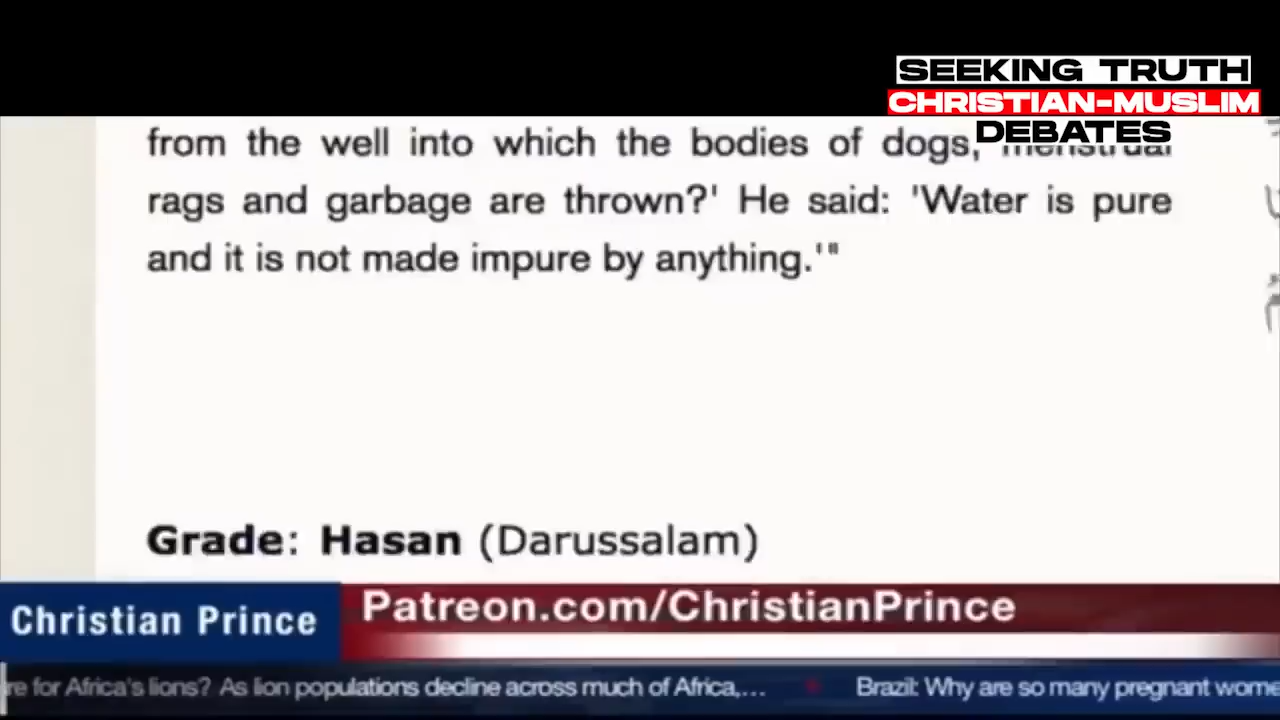 SEEKING TRUTH
CHRISTIAN-MUSLIM
DEBATES
from the well into which the bodies of dogs, menstrual
rags and garbage are thrown?' He said: 'Water is pure
and it is not made impure by anything.'"
Grade: Hasan (Darussalam)
Christian Prince
Patreon.com/ChristianPrince
re for Africa's lions? As lion populations decline across much of Africa,... Brazil: Why are so many pregnant wome